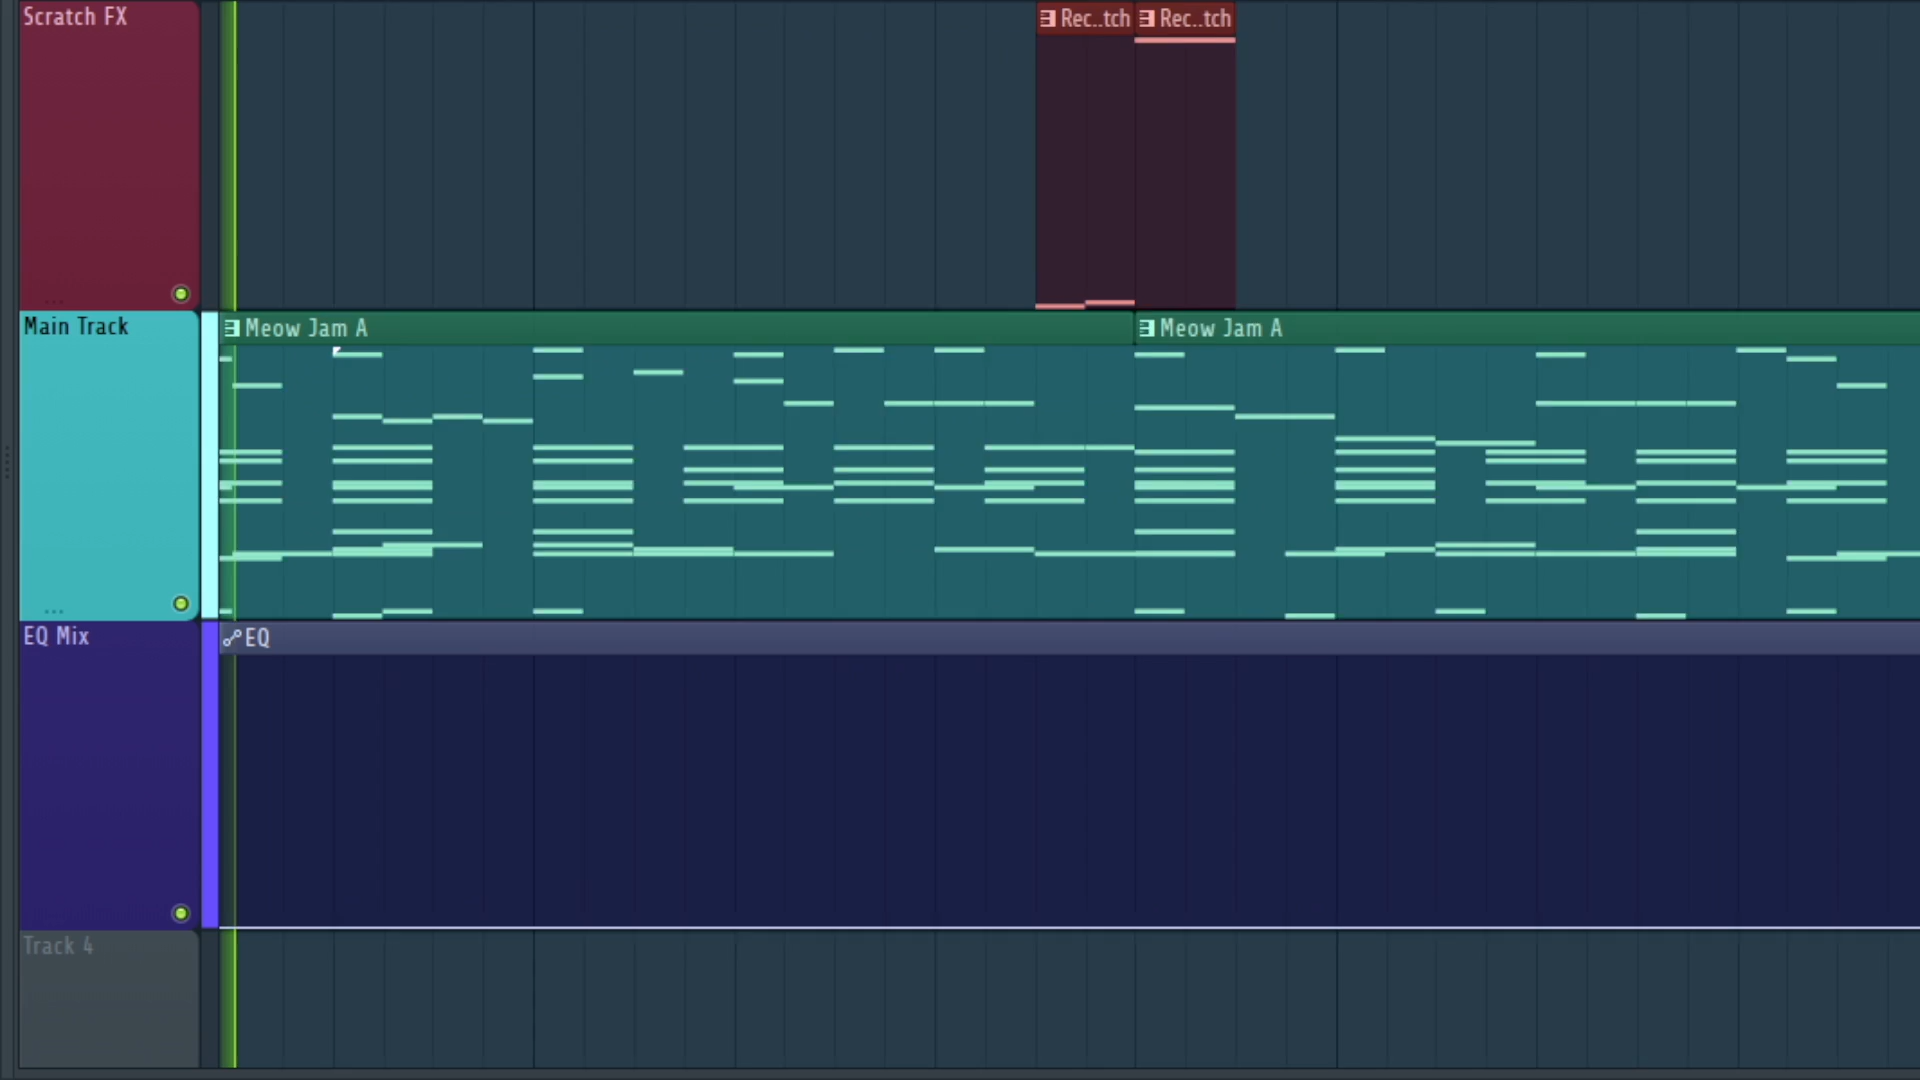 Scratch FX
Rec..tch
Rec..tch
Main Track
Meow Jam A
Meow Jam A
EQ Mix
EQ
Track 4